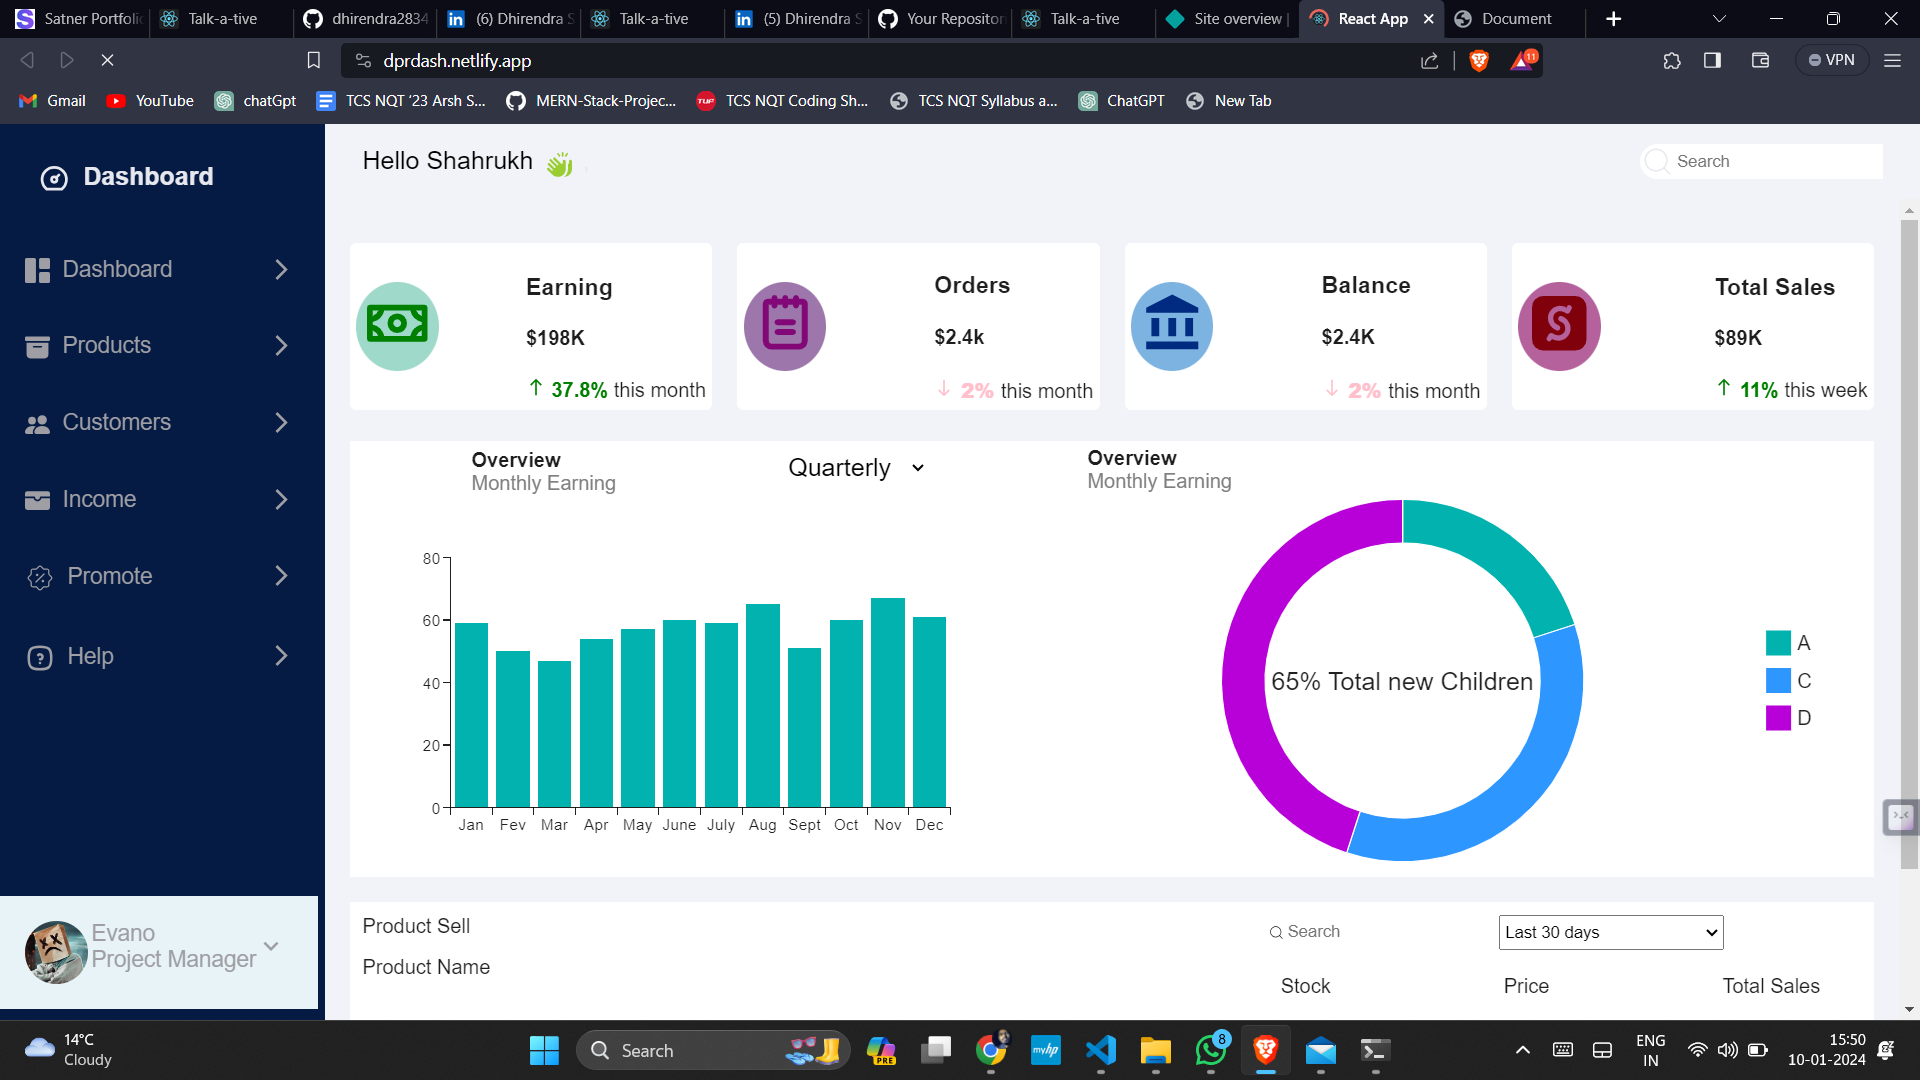 Satner Portfoli
Talk-a-tive
dhirendra2834
(6) Dhirendra S
Talk-a-tive
(5) Dhirendra S
Your Repositor
Talk-a-tive
Site overview |
React App
Document
dprdash.netlify.app
11
VPN
Gmail
YouTube
chatGpt
TCS NQT ‘23 Arsh S...
MERN-Stack-Projec...
TUF
TCS NQT Coding Sh...
TCS NQT Syllabus a...
ChatGPT
New Tab
Dashboard
Dashboard
Products
Customers
Income
Promote
Help
Evano
Project Manager
Hello Shahrukh
Search
Earning
$198K
37.8% this month
Orders
$2.4k
2% this month
Balance
$2.4K
2% this month
Total Sales
$89K
11% this week
Overview
Monthly Earning
Quarterly
80
60
40
20
0
Jan Fev Mar Apr May June July Aug Sept Oct Nov Dec
Overview
Monthly Earning
65% Total new Children
A
C
D
Product Sell
Search
Last 30 days
Product Name
Stock
Price
Total Sales
14°C
Cloudy
Search
PRE
myhp
8
ENG
IN
15:50
10-01-2024